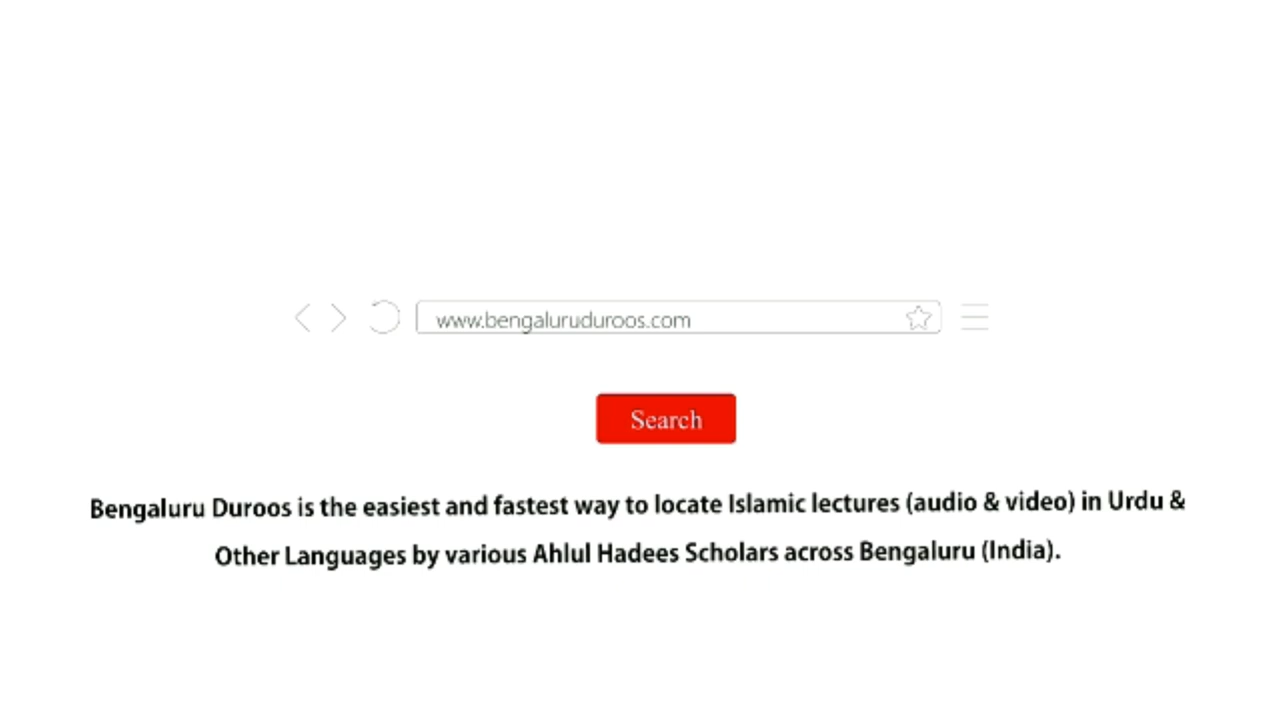 www.bengaluruduroos.com
Search
Bengaluru Duroos is the easiest and fastest way to locate Islamic lectures (audio & video) in Urdu &
Other Languages by various Ahlul Hadees Scholars across Bengaluru (India).